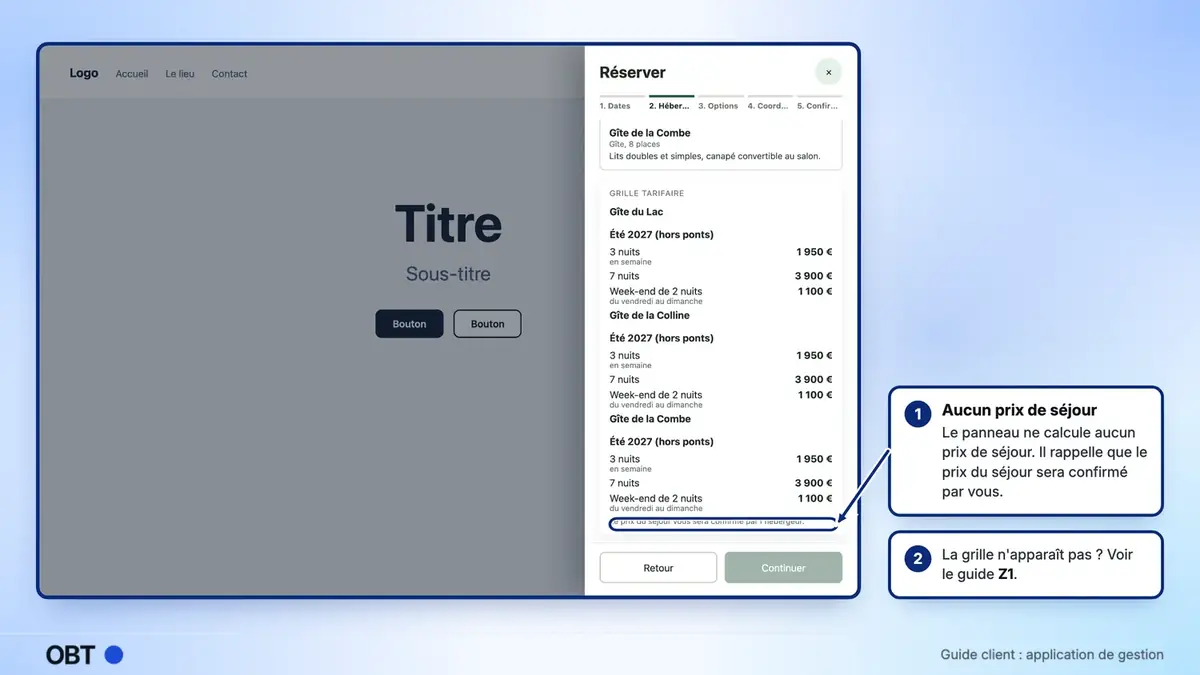 Logo
Accueil
Le lieu
Contact
Titre
Sous-titre
Bouton
Bouton
Réserver
×
1. Dates
2. Héber...
3. Options
4. Coord...
5. Confir...
Gîte de la Combe
Gîte, 8 places
Lits doubles et simples, canapé convertible au salon.
GRILLE TARIFAIRE
Gîte du Lac
Été 2027 (hors ponts)
3 nuits 1 950 €
en semaine
7 nuits 3 900 €
Week-end de 2 nuits 1 100 €
du vendredi au dimanche
Gîte de la Colline
Été 2027 (hors ponts)
3 nuits 1 950 €
en semaine
7 nuits 3 900 €
Week-end de 2 nuits 1 100 €
du vendredi au dimanche
Gîte de la Combe
Été 2027 (hors ponts)
3 nuits 1 950 €
en semaine
7 nuits 3 900 €
Week-end de 2 nuits 1 100 €
du vendredi au dimanche
prix du séjour vous sera confirmé par l'hébergeur.
Retour
Continuer
1
Aucun prix de séjour
Le panneau ne calcule aucun
prix de séjour. Il rappelle que le
prix du séjour sera confirmé
par vous.
2
La grille n'apparaît pas ? Voir
le guide Z1.
OBT
Guide client : application de gestion